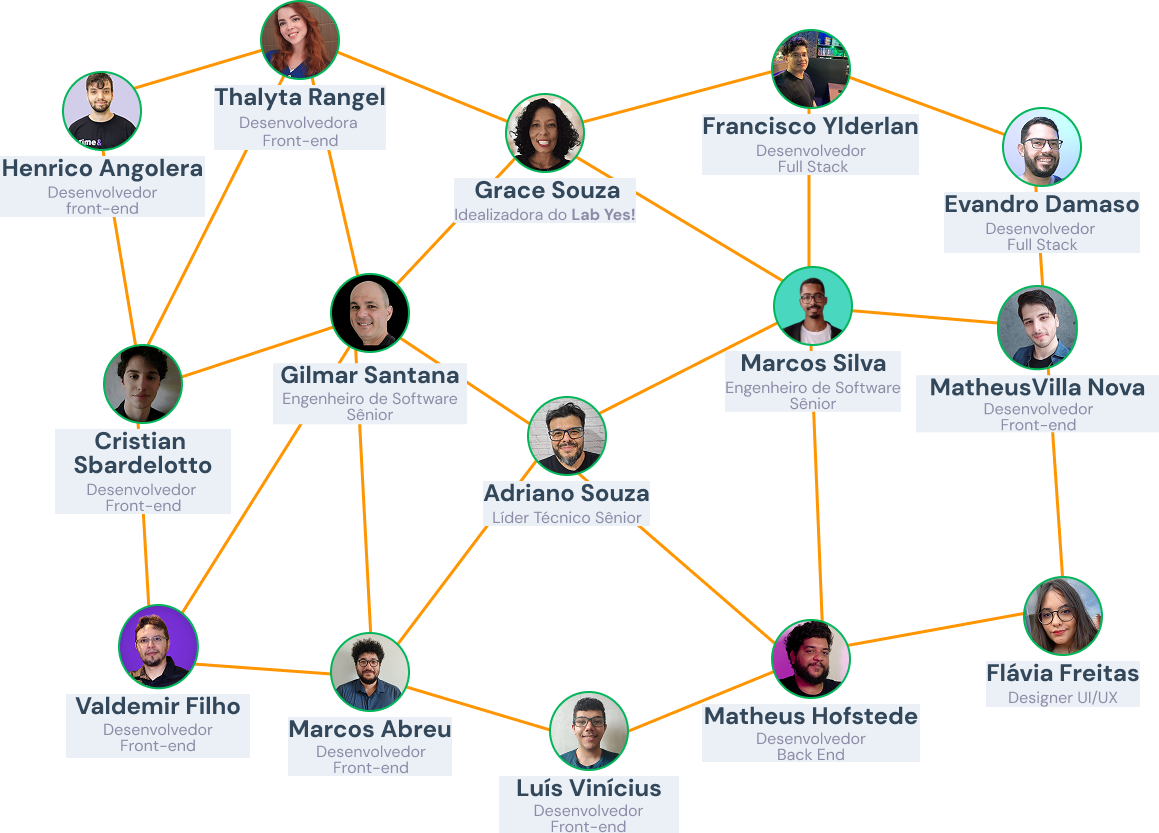 Thalyta Rangel
Desenvolvedora
Front-end
Henrico Angolera
Desenvolvedor
front-end
Grace Souza
Idealizadora do Lab Yes!
Francisco Ylderlan
Desenvolvedor
Full Stack
Evandro Damaso
Desenvolvedor
Full Stack
Gilmar Santana
Engenheiro de Software
Sênior
Marcos Silva
Engenheiro de Software
Sênior
MatheusVilla Nova
Desenvolvedor
Front-end
Cristian
Sbardelotto
Desenvolvedor
Front-end
Adriano Souza
Líder Técnico Sênior
Valdemir Filho
Desenvolvedor
Front-end
Marcos Abreu
Desenvolvedor
Front-end
Luís Vinícius
Desenvolvedor
Front-end
Matheus Hofstede
Desenvolvedor
Back End
Flávia Freitas
Designer UI/UX